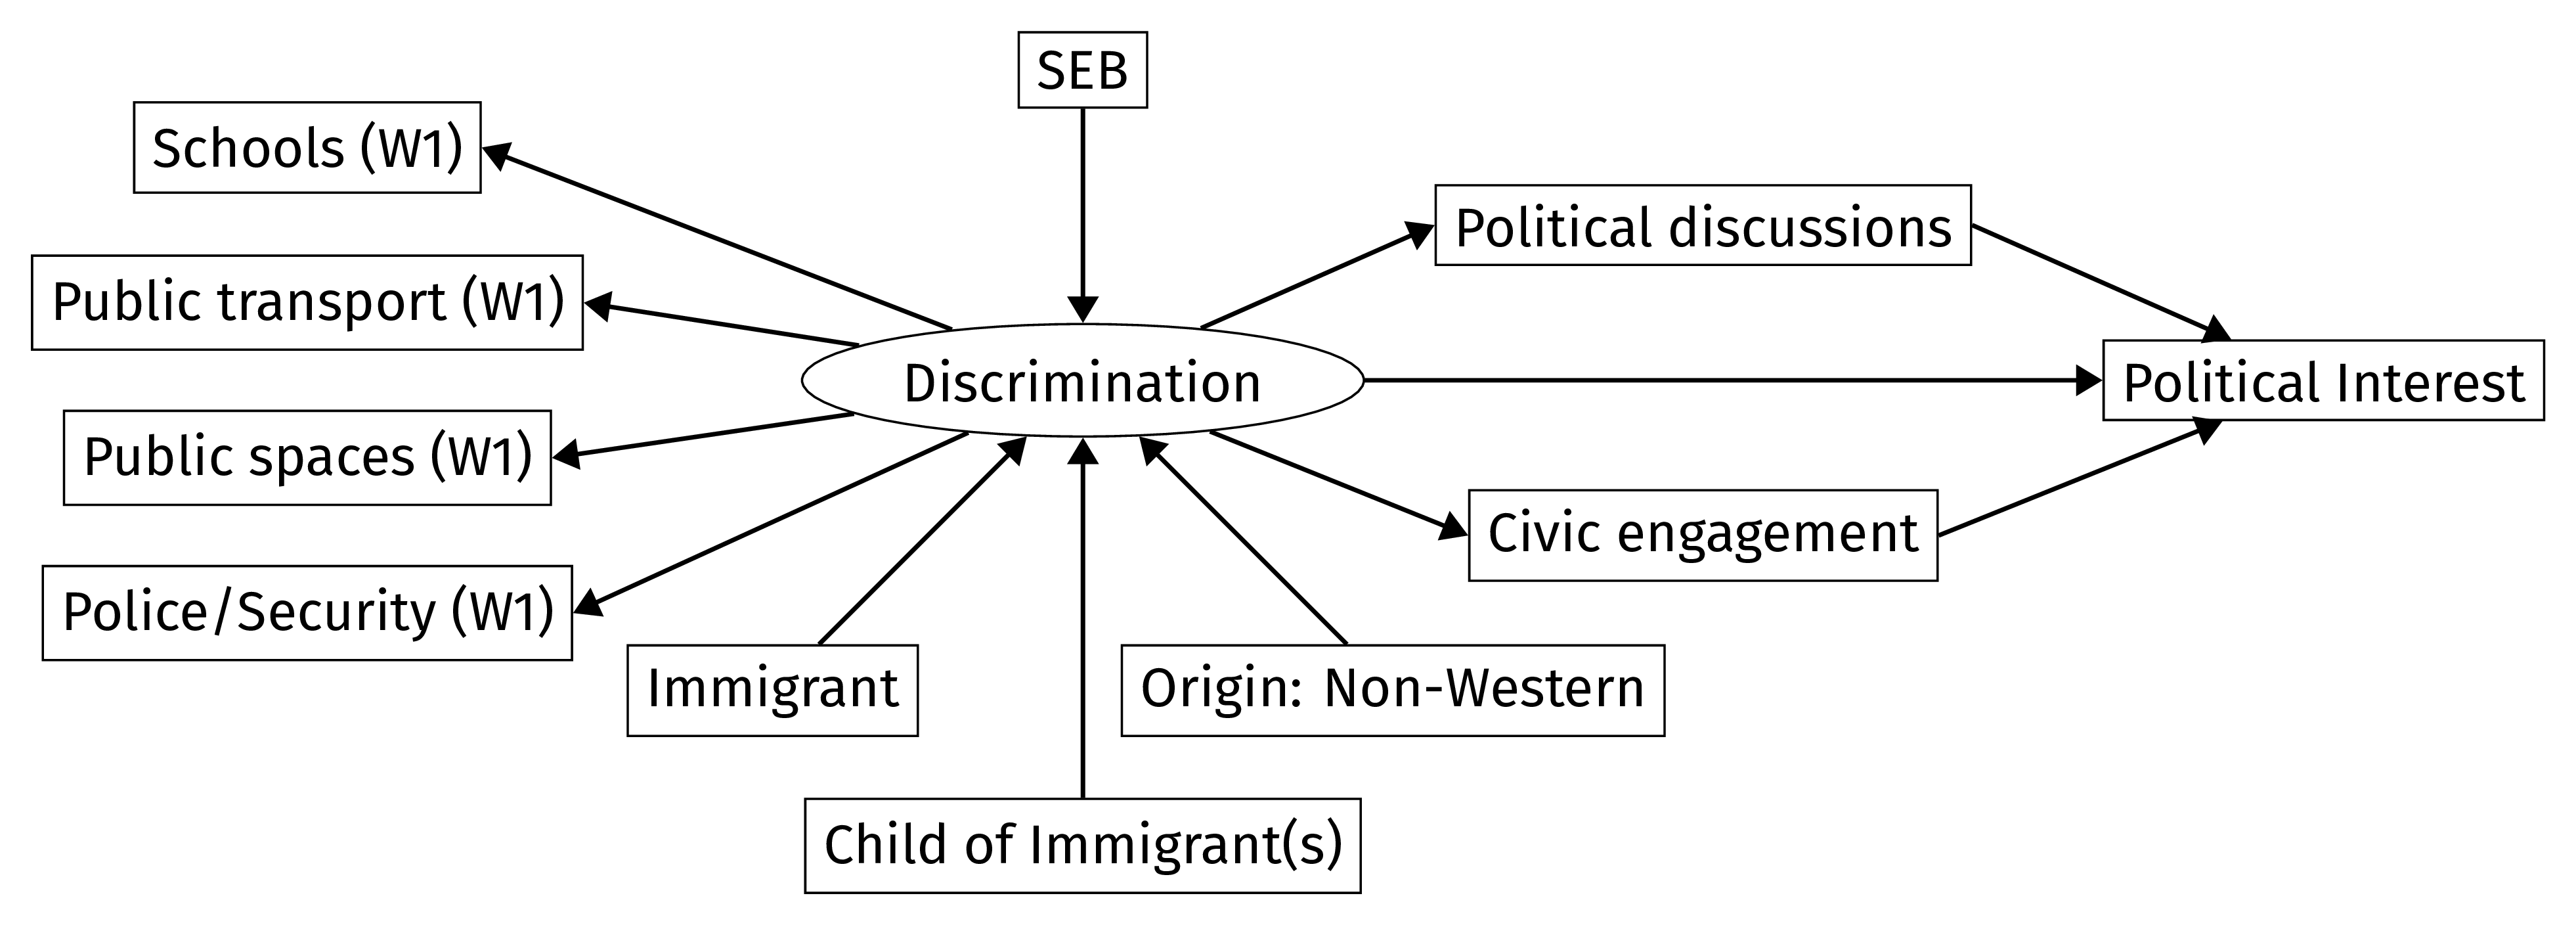 SEB
Schools (W1)
Political discussions
Public transport (W1)
Discrimination
Political Interest
Public spaces (W1)
Civic engagement
Police/Security (W1)
Immigrant
Origin: Non-Western
Child of Immigrant(s)